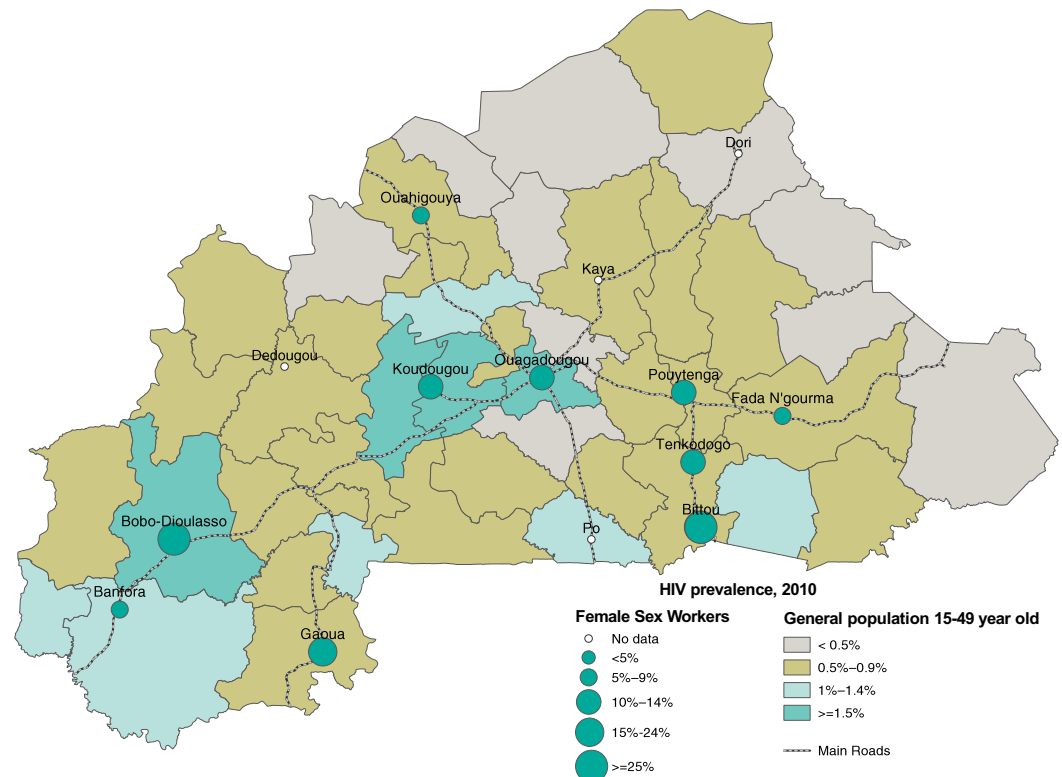 Dori
Ouahigouya
Kaya
Dedougou
Ouagadougou
Koudougou
Pouytenga
Fada N'gourma
Tenkodogo
Bittou
Bobo-Dioulasso
Po
Banfora
Gaoua
HIV prevalence, 2010
Female Sex Workers
No data
<5%
5%–9%
10%–14%
15%-24%
>=25%
General population 15-49 year old
< 0.5%
0.5%–0.9%
1%–1.4%
>=1.5%
Main Roads